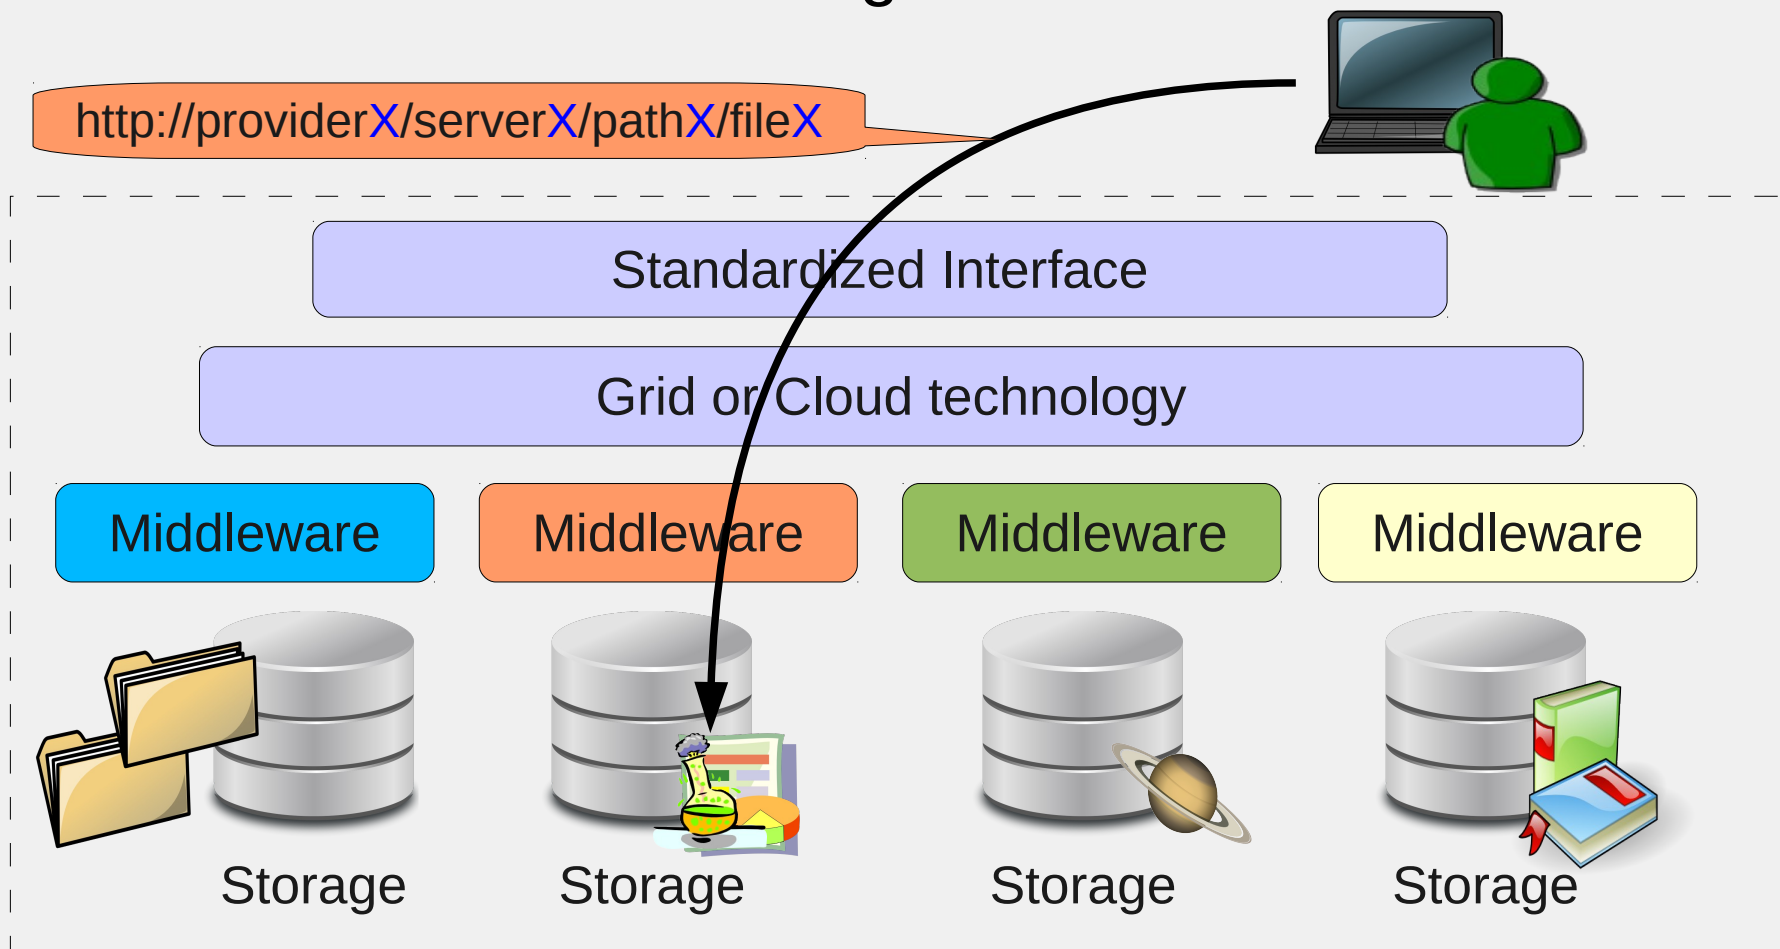 http://providerX/serverX/pathX/fileX
Standardized Interface
Grid or Cloud technology
Middleware Middleware Middleware Middleware
Storage Storage Storage Storage